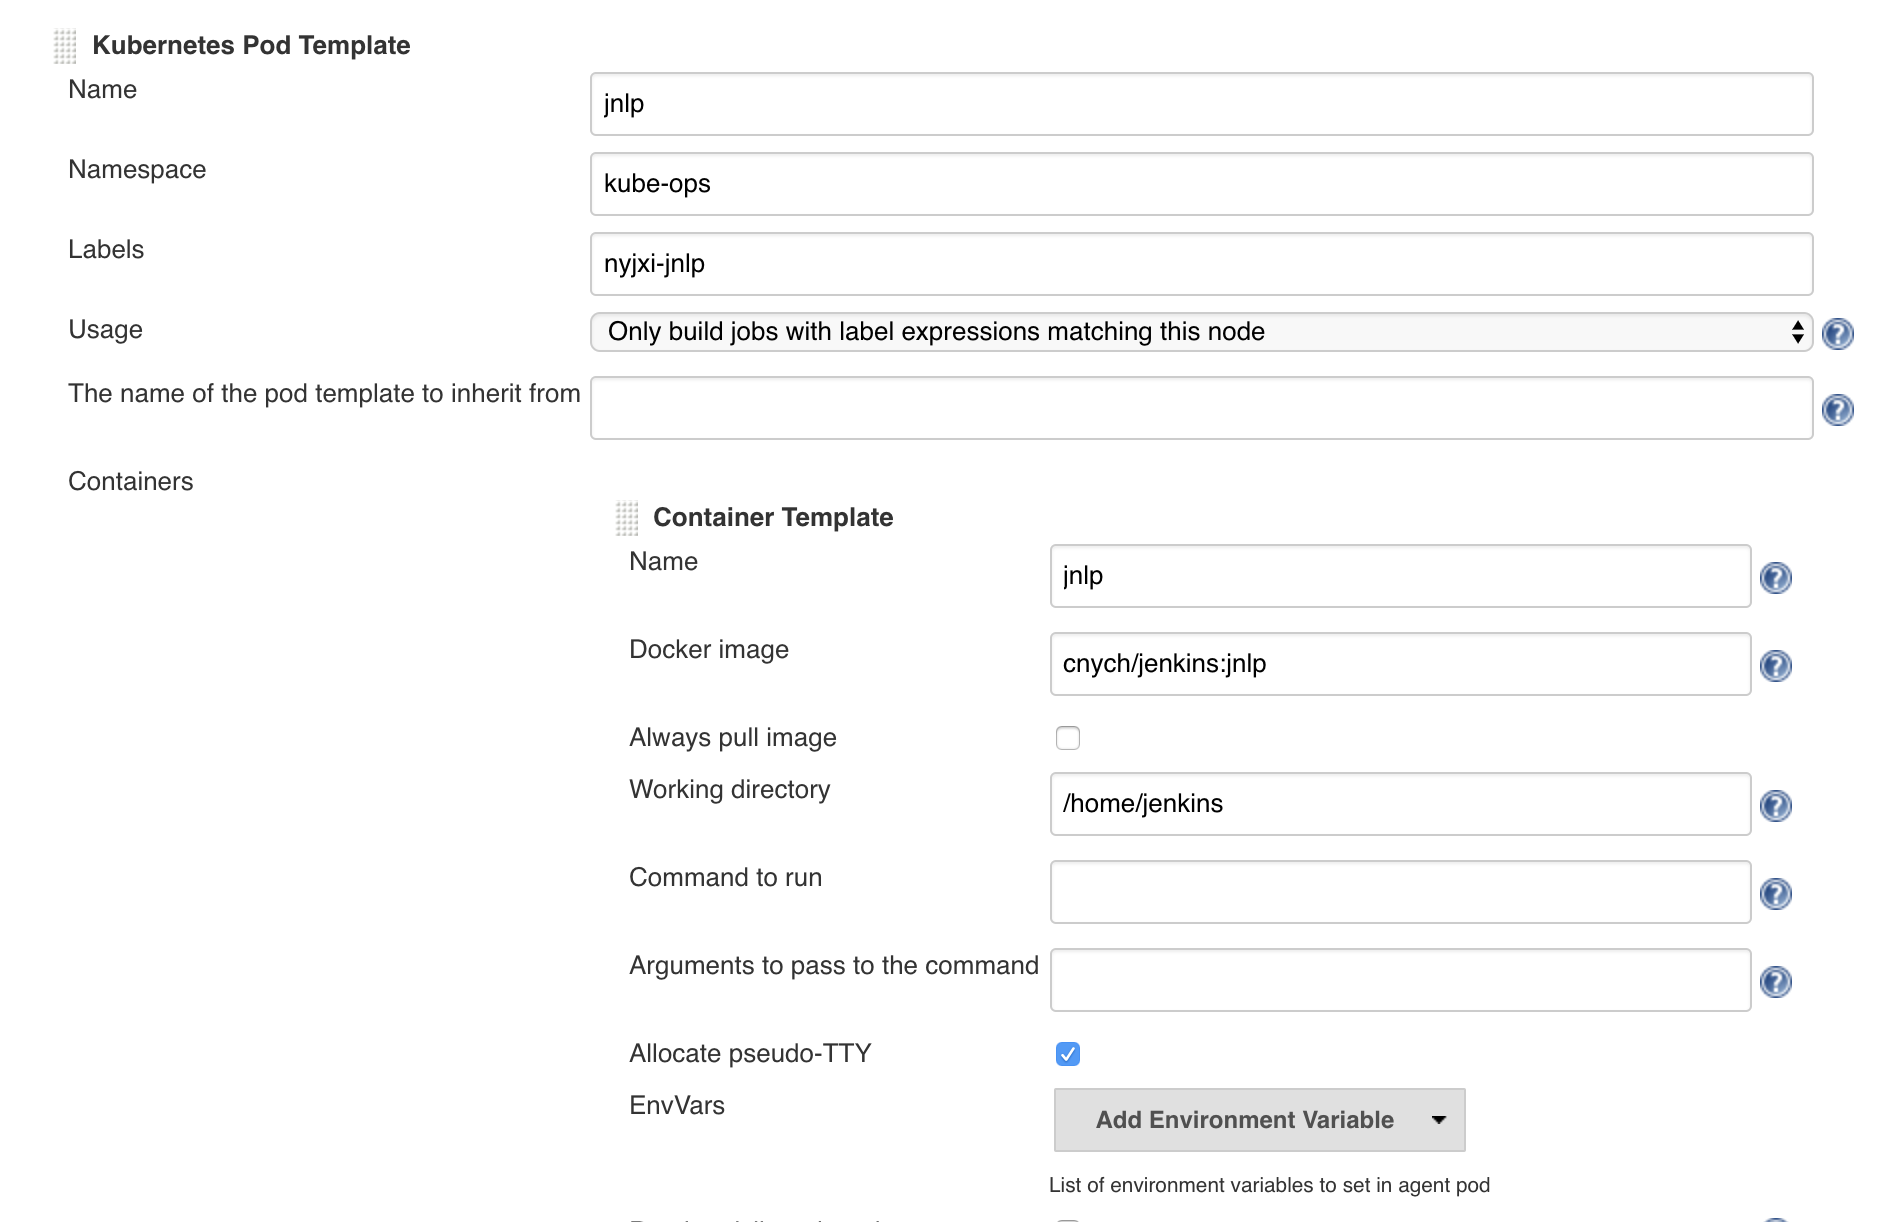 Kubernetes Pod Template
Name
jnlp
Namespace
kube-ops
Labels
nyjxi-jnlp
Usage
Only build jobs with label expressions matching this node
The name of the pod template to inherit from
Containers
Container Template
Name
jnlp
Docker image
cnych/jenkins:jnlp
Always pull image
Working directory
/home/jenkins
Command to run
Arguments to pass to the command
Allocate pseudo-TTY
EnvVars
Add Environment Variable
List of environment variables to set in agent pod